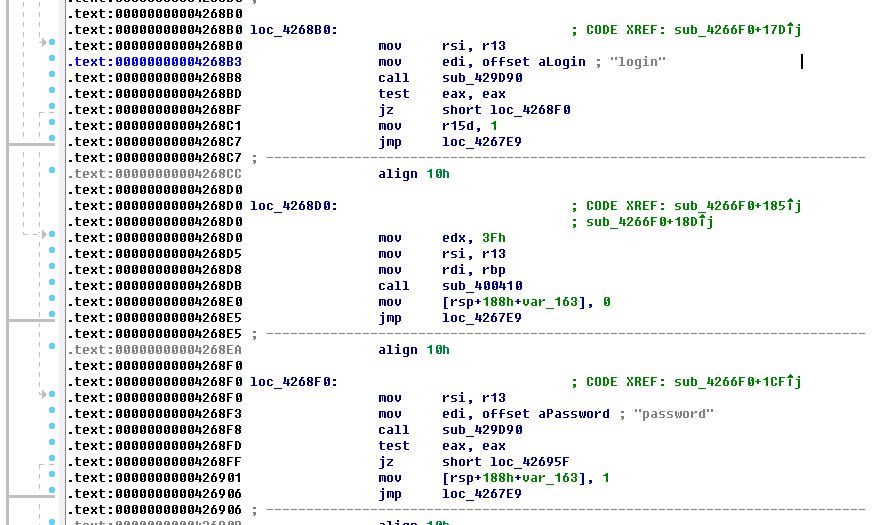 .text:00000000004268B0
.text:00000000004268B0 loc_4268B0: ; CODE XREF: sub_4266F0+17D↑j
.text:00000000004268B0 mov rsi, r13
.text:00000000004268B3 mov edi, offset aLogin ; "login"
.text:00000000004268B8 call sub_429D90
.text:00000000004268BD test eax, eax
.text:00000000004268BF jz short loc_4268F0
.text:00000000004268C1 mov r15d, 1
.text:00000000004268C7 jmp loc_4267E9
.text:00000000004268C7 ; ---------------------------------------------------------------------------
.text:00000000004268CC align 10h
.text:00000000004268D0
.text:00000000004268D0 loc_4268D0: ; CODE XREF: sub_4266F0+185↑j
.text:00000000004268D0 ; sub_4266F0+18D↑j
.text:00000000004268D0 mov edx, 3Fh
.text:00000000004268D5 mov rsi, r13
.text:00000000004268D8 mov rdi, rbp
.text:00000000004268DB call sub_400410
.text:00000000004268E0 mov [rsp+188h+var_163], 0
.text:00000000004268E5 jmp loc_4267E9
.text:00000000004268E5 ; ---------------------------------------------------------------------------
.text:00000000004268EA align 10h
.text:00000000004268F0
.text:00000000004268F0 loc_4268F0: ; CODE XREF: sub_4266F0+1CF↑j
.text:00000000004268F0 mov rsi, r13
.text:00000000004268F3 mov edi, offset aPassword ; "password"
.text:00000000004268F8 call sub_429D90
.text:00000000004268FD test eax, eax
.text:00000000004268FF jz short loc_42695F
.text:0000000000426901 mov [rsp+188h+var_163], 1
.text:0000000000426906 jmp loc_4267E9
.text:0000000000426906 ; ---------------------------------------------------------------------------